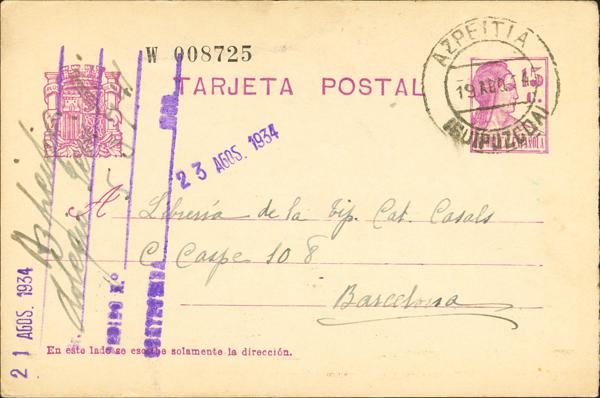 W 008725
TARJETA POSTAL
AZPEITIA
19 AGO
(GUIPUZCOA)
15
23 AGOS. 1934
A Librería de la Tip. Cat. Casals
C. Caspe 108
Barcelona
En este lado se escribe solamente la dirección.
21 AGOS. 1934
PEDIDO N.º